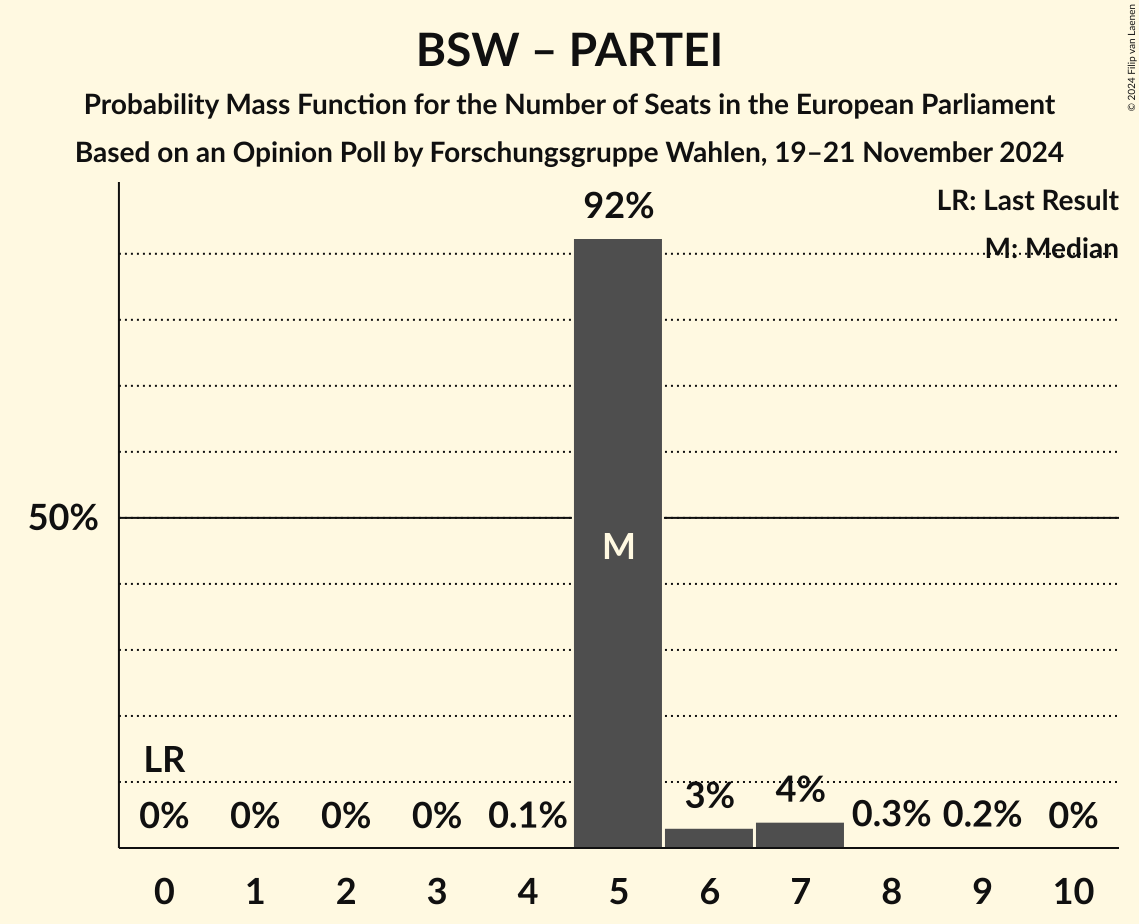 BSW – PARTEI
Probability Mass Function for the Number of Seats in the European Parliament
Based on an Opinion Poll by Forschungsgruppe Wahlen, 19–21 November 2024
© 2024 Filip van Laenen
LR: Last Result
M: Median
92%
50%
M
LR
0% 0% 0% 0% 0.1% 3% 4% 0.3% 0.2% 0%
0 1 2 3 4 5 6 7 8 9 10